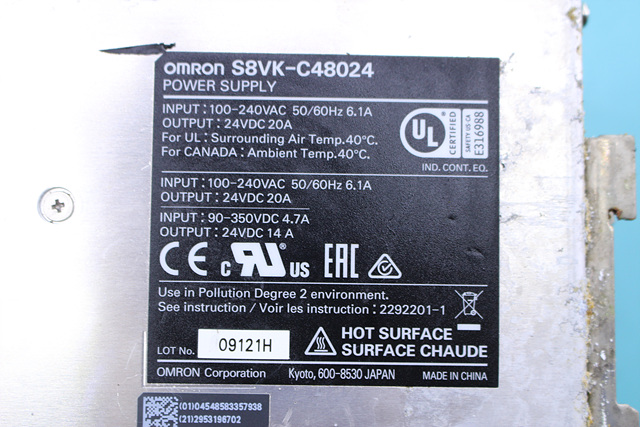 OMRON S8VK-C48024
POWER SUPPLY
INPUT : 100-240VAC 50/60Hz 6.1A
OUTPUT : 24VDC 20A
For UL : Surrounding Air Temp.40°C.
For CANADA : Ambient Temp.40°C.
UL CERTIFIED SAFETY US CA E316988
IND. CONT. EQ.
INPUT : 100-240VAC 50/60Hz 6.1A
OUTPUT : 24VDC 20A
INPUT : 90-350VDC 4.7A
OUTPUT : 24VDC 14 A
CE c RU ® US EAC
Use in Pollution Degree 2 environment.
See instruction / Voir les instruction : 2292201-1
LOT No. 09121H
HOT SURFACE
SURFACE CHAUDE
OMRON Corporation Kyoto, 600-8530 JAPAN MADE IN CHINA
(01)04548583357938
(21)2953196702